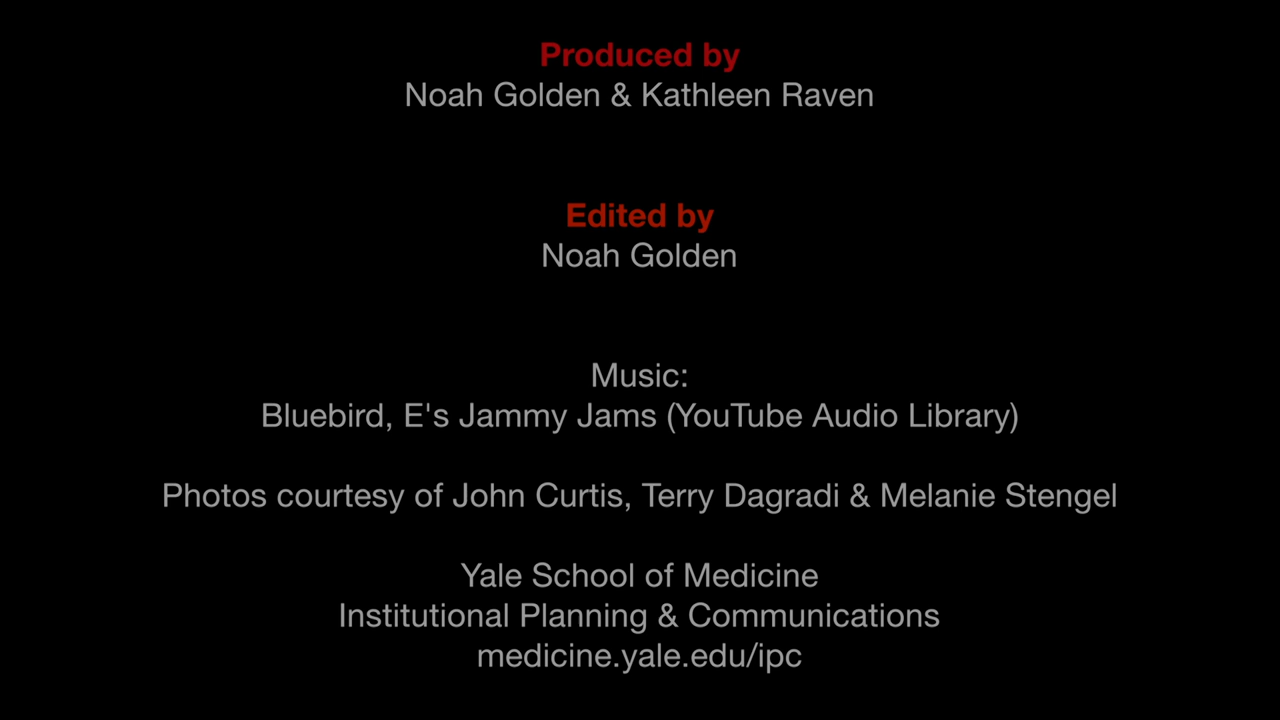 Produced by
Noah Golden & Kathleen Raven
Edited by
Noah Golden
Music:
Bluebird, E's Jammy Jams (YouTube Audio Library)
Photos courtesy of John Curtis, Terry Dagradi & Melanie Stengel
Yale School of Medicine
Institutional Planning & Communications
medicine.yale.edu/ipc